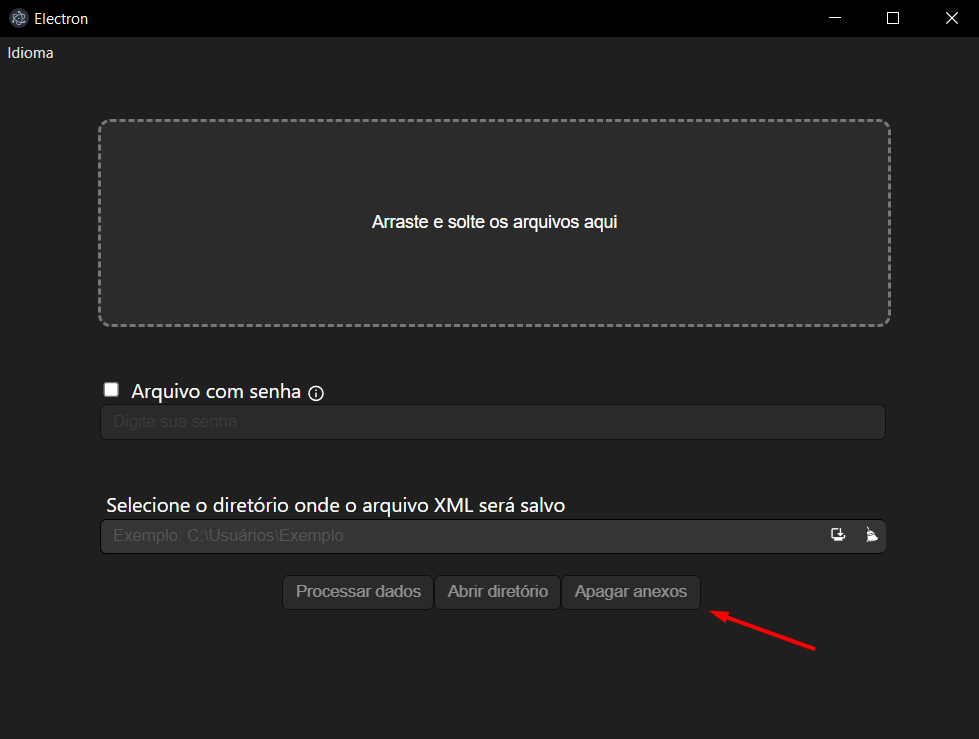 Electron
Idioma
Arraste e solte os arquivos aqui
Arquivo com senha
Digite sua senha
Selecione o diretório onde o arquivo XML será salvo
Exemplo: C:\Usuários\Exemplo
Processar dados Abrir diretório Apagar anexos